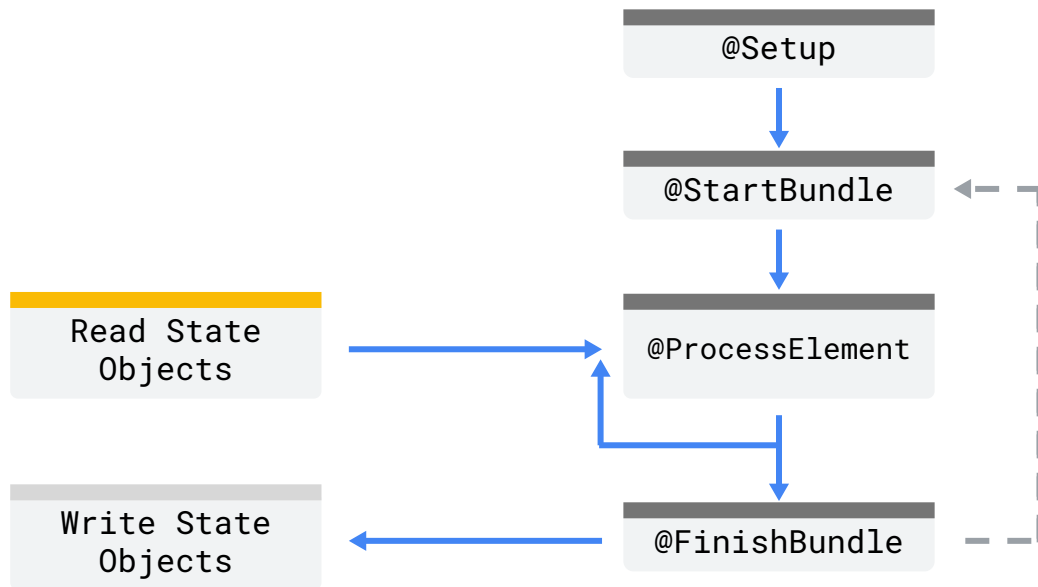 @Setup
@StartBundle
Read State
Objects
@ProcessElement
Write State
Objects
@FinishBundle